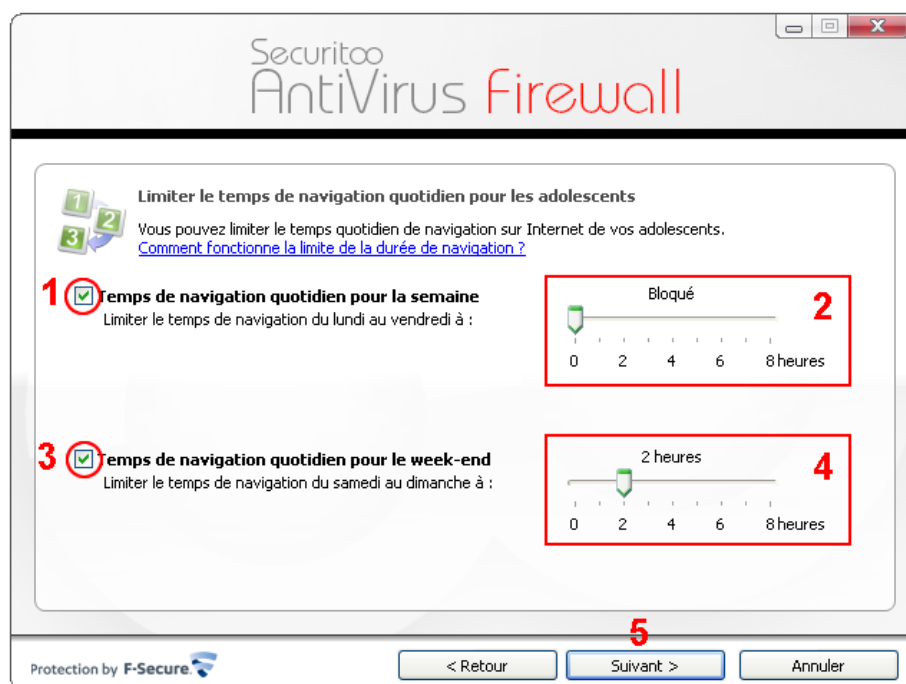 Securitoo
AntiVirus Firewall
1
2
3
Limiter le temps de navigation quotidien pour les adolescents
Vous pouvez limiter le temps quotidien de navigation sur Internet de vos adolescents.
Comment fonctionne la limite de la durée de navigation ?
1
Temps de navigation quotidien pour la semaine
Limiter le temps de navigation du lundi au vendredi à :
Bloqué
2
0 2 4 6 8 heures
3
Temps de navigation quotidien pour le week-end
Limiter le temps de navigation du samedi au dimanche à :
2 heures
4
0 2 4 6 8 heures
5
Protection by F-Secure.
< Retour
Suivant >
Annuler